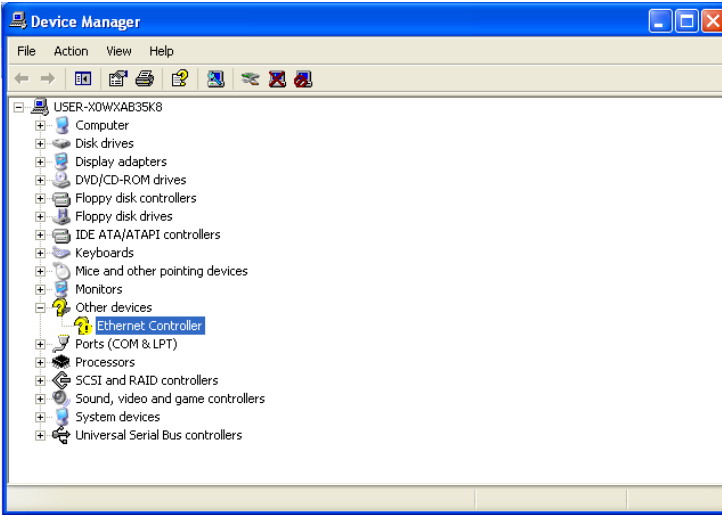 Device Manager
File Action View Help
USER-X0WXAB35K8
Computer
Disk drives
Display adapters
DVD/CD-ROM drives
Floppy disk controllers
Floppy disk drives
IDE ATA/ATAPI controllers
Keyboards
Mice and other pointing devices
Monitors
Other devices
Ethernet Controller
Ports (COM & LPT)
Processors
SCSI and RAID controllers
Sound, video and game controllers
System devices
Universal Serial Bus controllers